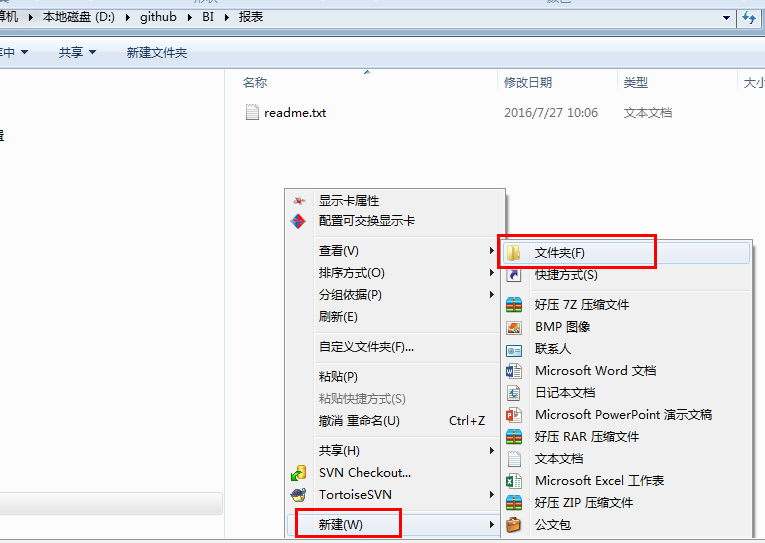 算机 ▸ 本地磁盘 (D:) ▸ github ▸ BI ▸ 报表
库中 共享 新建文件夹
名称 修改日期 类型 大小
readme.txt 2016/7/27 10:06 文本文档
置
显示卡属性
配置可交换显示卡
查看(V)
排序方式(O)
分组依据(P)
刷新(E)
自定义文件夹(F)...
粘贴(P)
粘贴快捷方式(S)
撤消 重命名(U) Ctrl+Z
共享(H)
SVN Checkout...
TortoiseSVN
新建(W)
文件夹(F)
快捷方式(S)
好压 7Z 压缩文件
BMP 图像
联系人
Microsoft Word 文档
日记本文档
Microsoft PowerPoint 演示文稿
好压 RAR 压缩文件
文本文档
Microsoft Excel 工作表
好压 ZIP 压缩文件
公文包